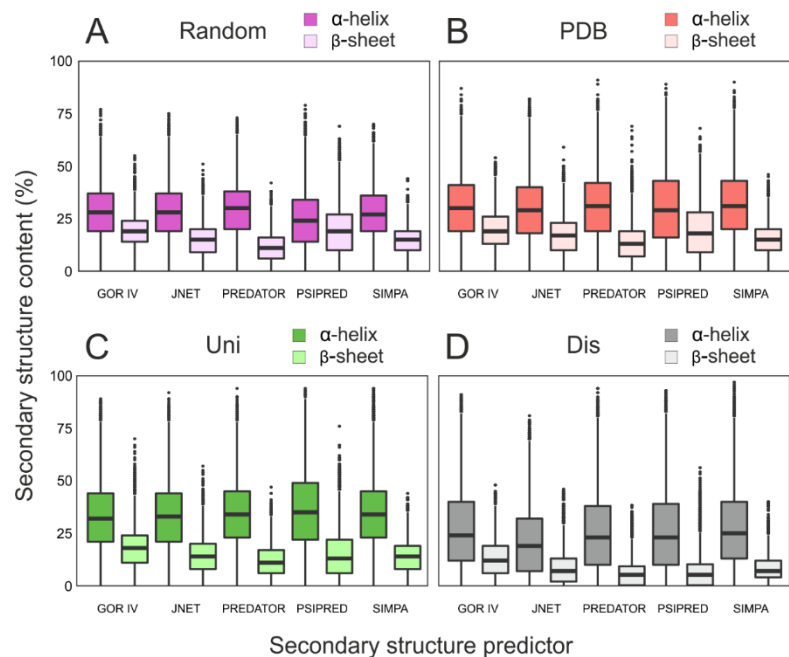 A Random α-helix β-sheet
B PDB α-helix β-sheet
Secondary structure content (%)
100
75
50
25
0
GOR IV JNET PREDATOR PSIPRED SIMPA
GOR IV JNET PREDATOR PSIPRED SIMPA
C Uni α-helix β-sheet
D Dis α-helix β-sheet
100
75
50
25
0
GOR IV JNET PREDATOR PSIPRED SIMPA
GOR IV JNET PREDATOR PSIPRED SIMPA
Secondary structure predictor